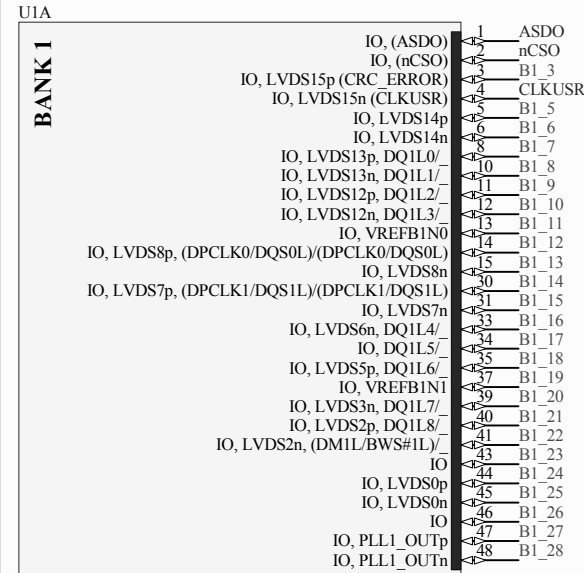 U1A
BANK 1
IO, (ASDO) 1 ASDO
IO, (nCSO) 2 nCSO
IO, LVDS15p (CRC_ERROR) 3 B1_3
IO, LVDS15n (CLKUSR) 4 CLKUSR
IO, LVDS14p 5 B1_5
IO, LVDS14n 6 B1_6
IO, LVDS13p, DQ1L0/_ 8 B1_7
IO, LVDS13n, DQ1L1/_ 10 B1_8
IO, LVDS12p, DQ1L2/_ 11 B1_9
IO, LVDS12n, DQ1L3/_ 12 B1_10
IO, VREFB1N0 13 B1_11
IO, LVDS8p, (DPCLK0/DQS0L)/(DPCLK0/DQS0L) 14 B1_12
IO, LVDS8n 15 B1_13
IO, LVDS7p, (DPCLK1/DQS1L)/(DPCLK1/DQS1L) 30 B1_14
IO, LVDS7n 31 B1_15
IO, LVDS6n, DQ1L4/_ 33 B1_16
IO, DQ1L5/_ 34 B1_17
IO, LVDS5p, DQ1L6/_ 35 B1_18
IO, VREFB1N1 37 B1_19
IO, LVDS3n, DQ1L7/_ 39 B1_20
IO, LVDS2p, DQ1L8/_ 40 B1_21
IO, LVDS2n, (DM1L/BWS#1L)/_ 41 B1_22
IO 43 B1_23
IO, LVDS0p 44 B1_24
IO, LVDS0n 45 B1_25
IO 46 B1_26
IO, PLL1_OUTp 47 B1_27
IO, PLL1_OUTn 48 B1_28